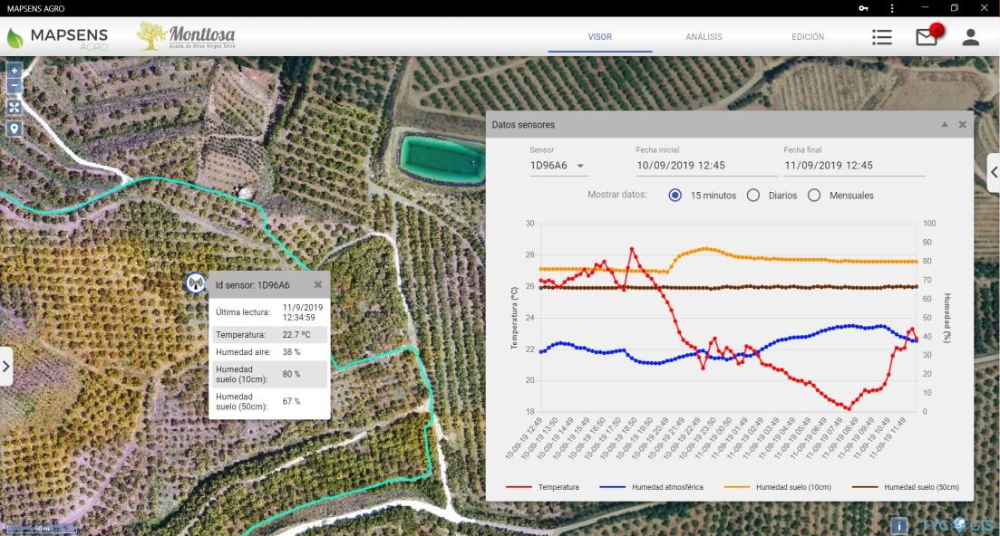 MAPSENS AGRO
MAPSENS
AGRO
Monllosa
Aceite de Oliva Virgen Extra
VISOR
ANÁLISIS
EDICIÓN
+
−
Datos sensores
Sensor
Fecha inicial
Fecha final
1D96A6
10/09/2019 12:45
11/09/2019 12:45
Mostrar datos:
15 minutos
Diarios
Mensuales
Id sensor: 1D96A6
Última lectura:
11/9/2019
12:34:59
Temperatura:
22.7 ºC
Humedad aire:
38 %
Humedad
suelo (10cm):
80 %
Humedad
suelo (50cm):
67 %
Temperatura (ºC)
30
28
26
24
22
20
18
100
90
80
70
60
50
40
30
20
10
0
Humedad (%)
10-09-19 12:49
10-09-19 13:50
10-09-19 14:49
10-09-19 15:49
10-09-19 16:50
10-09-19 17:50
10-09-19 18:50
10-09-19 19:50
10-09-19 20:49
10-09-19 21:49
10-09-19 22:49
10-09-19 23:50
11-09-19 00:50
11-09-19 01:49
11-09-19 02:49
11-09-19 03:49
11-09-19 04:49
11-09-19 05:49
11-09-19 06:49
11-09-19 07:49
11-09-19 08:49
11-09-19 09:49
11-09-19 10:49
11-09-19 11:49
Temperatura
Humedad atmosférica
Humedad suelo (10cm)
Humedad suelo (50cm)
50 m
i
TYC GIS